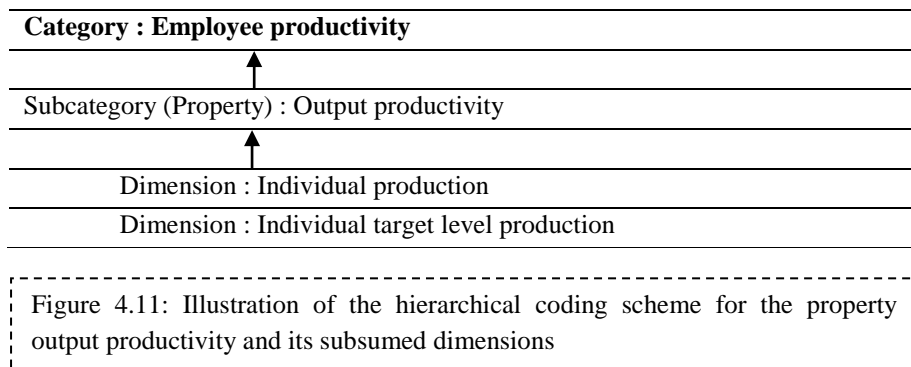 Category : Employee productivity
Subcategory (Property) : Output productivity
Dimension : Individual production
Dimension : Individual target level production
Figure 4.11: Illustration of the hierarchical coding scheme for the property
output productivity and its subsumed dimensions